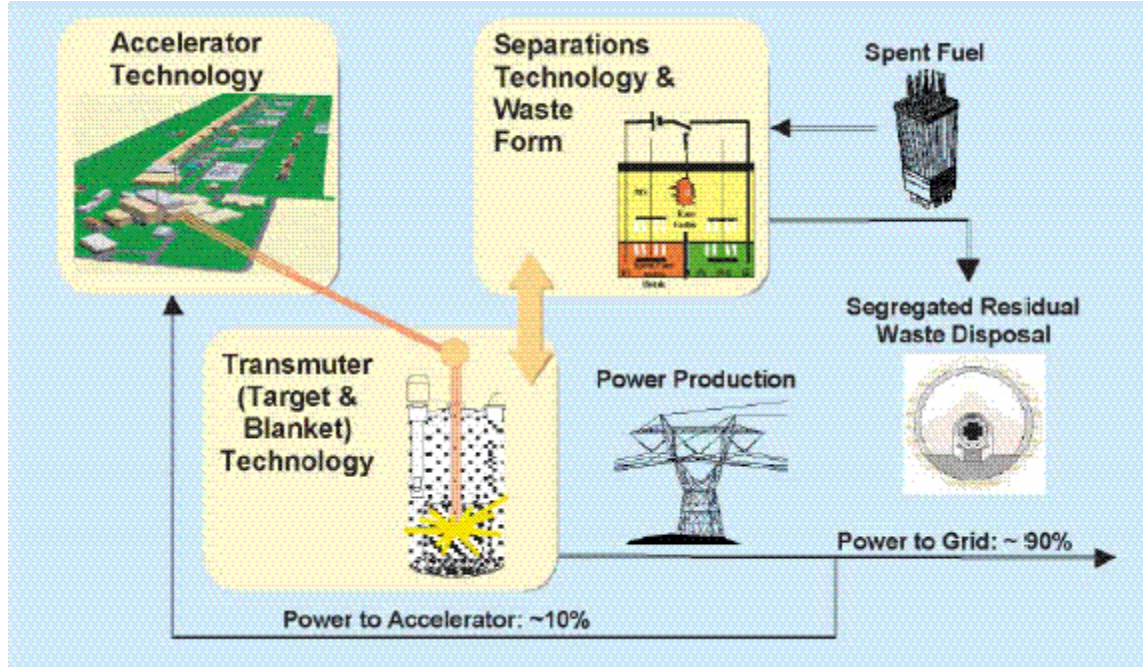 Accelerator
Technology
Separations
Technology &
Waste
Form
Spent Fuel
Segregated Residual
Waste Disposal
Transmuter
(Target &
Blanket)
Technology
Power Production
Power to Grid: ~ 90%
Power to Accelerator: ~10%